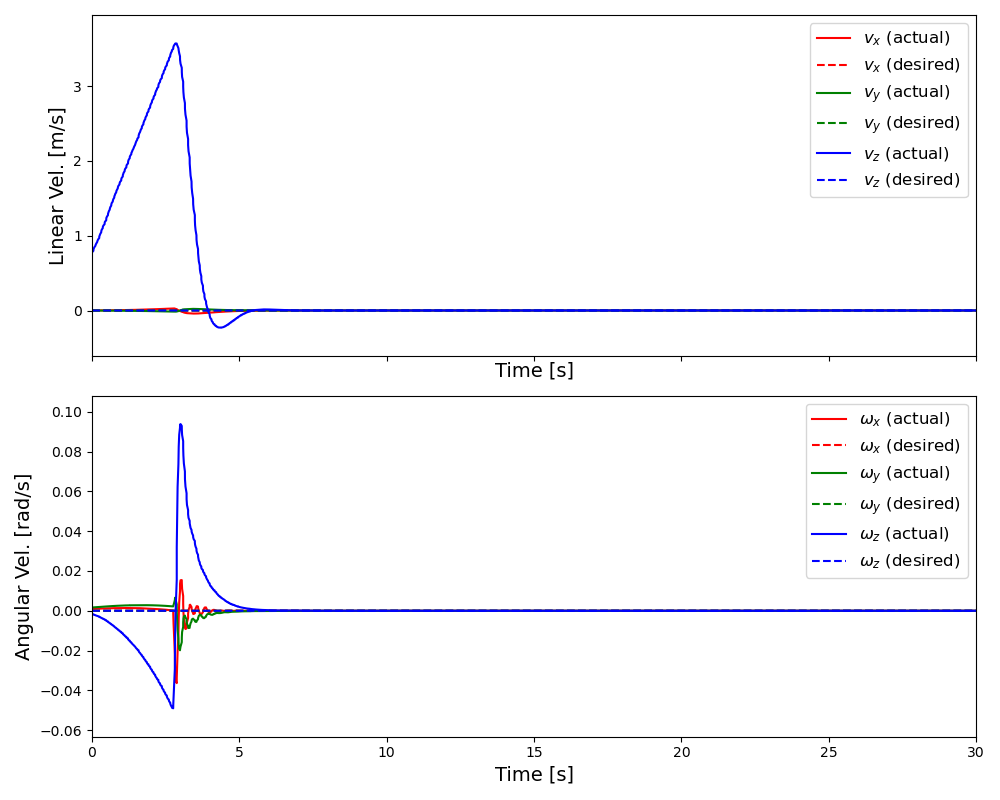 Linear Vel. [m/s]
3
2
1
0
v_x (actual)
v_x (desired)
v_y (actual)
v_y (desired)
v_z (actual)
v_z (desired)
Time [s]
Angular Vel. [rad/s]
0.10
0.08
0.06
0.04
0.02
0.00
−0.02
−0.04
−0.06
ω_x (actual)
ω_x (desired)
ω_y (actual)
ω_y (desired)
ω_z (actual)
ω_z (desired)
0 5 10 15 20 25 30
Time [s]